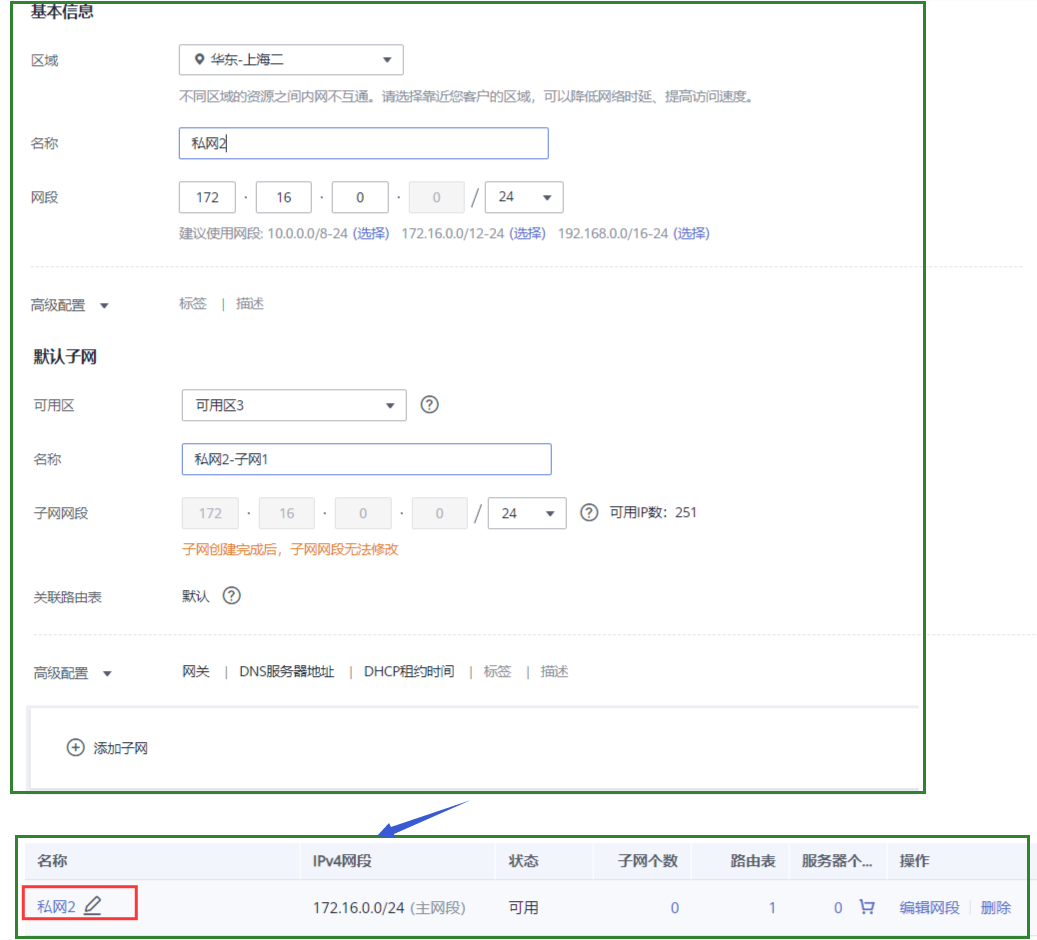 基本信息
区域 华东-上海二
不同区域的资源之间内网不互通。请选择靠近您客户的区域，可以降低网络时延、提高访问速度。
名称 私网2
网段 172 · 16 · 0 · 0 / 24
建议使用网段: 10.0.0.0/8-24 (选择) 172.16.0.0/12-24 (选择) 192.168.0.0/16-24 (选择)
高级配置 标签 | 描述
默认子网
可用区 可用区3 ?
名称 私网2-子网1
子网网段 172 · 16 · 0 · 0 / 24 ? 可用IP数：251
子网创建完成后，子网网段无法修改
关联路由表 默认 ?
高级配置 网关 | DNS服务器地址 | DHCP租约时间 | 标签 | 描述
添加子网
名称 IPv4网段 状态 子网个数 路由表 服务器个... 操作
私网2 172.16.0.0/24 (主网段) 可用 0 1 0 编辑网段 | 删除